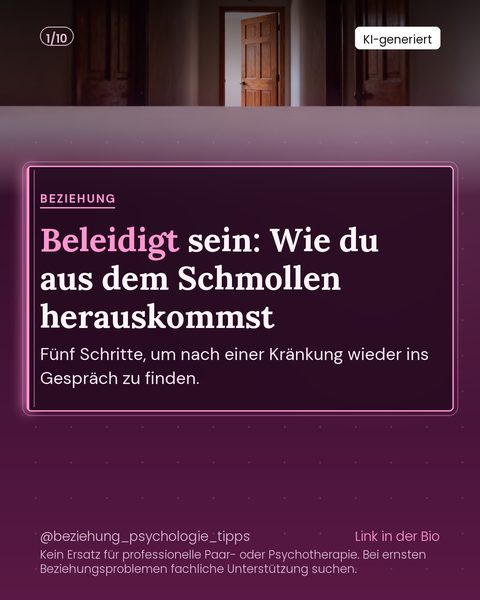 1/10
KI-generiert
BEZIEHUNG
Beleidigt sein: Wie du
aus dem Schmollen
herauskommst
Fünf Schritte, um nach einer Kränkung wieder ins
Gespräch zu finden.
@beziehung_psychologie_tipps
Link in der Bio
Kein Ersatz für professionelle Paar- oder Psychotherapie. Bei ernsten
Beziehungsproblemen fachliche Unterstützung suchen.